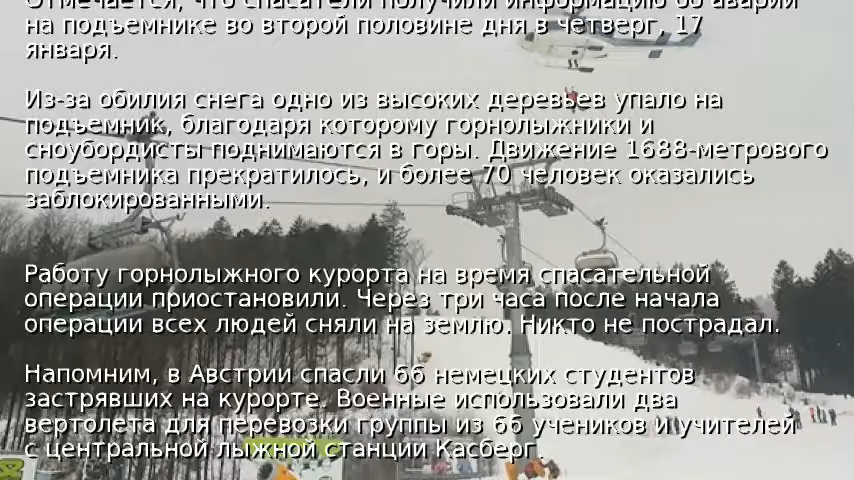 Отмечается, что спасатели получили информацию об аварии
на подъемнике во второй половине дня в четверг, 17
января.
Из-за обилия снега одно из высоких деревьев упало на
подъемник, благодаря которому горнолыжники и
сноубордисты поднимаются в горы. Движение 1688-метрового
подъемника прекратилось, и более 70 человек оказались
заблокированными.
Работу горнолыжного курорта на время спасательной
операции приостановили. Через три часа после начала
операции всех людей сняли на землю. Никто не пострадал.
Напомним, в Австрии спасли 66 немецких студентов
застрявших на курорте. Военные использовали два
вертолета для перевозки группы из 66 учеников и учителей
с центральной лыжной станции Касберг.